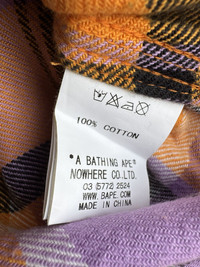 100% COTTON
*A BATHING APE®
NOWHERE CO.,LTD.
03(5772)2524
WWW.BAPE.COM
MADE IN CHINA